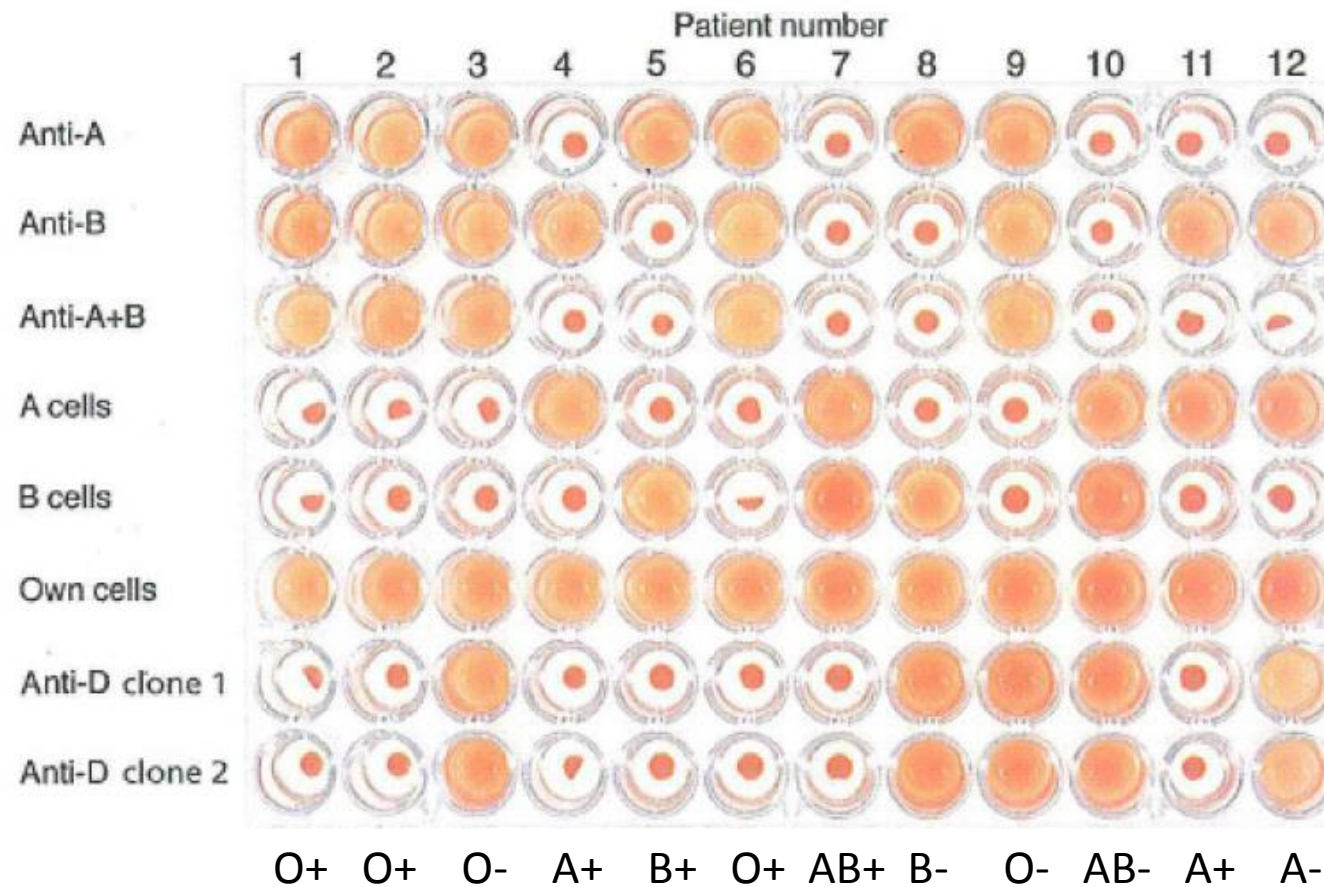 Patient number
1 2 3 4 5 6 7 8 9 10 11 12
Anti-A
Anti-B
Anti-A+B
A cells
B cells
Own cells
Anti-D clone 1
Anti-D clone 2
O+ O+ O- A+ B+ O+ AB+ B- O- AB- A+ A-